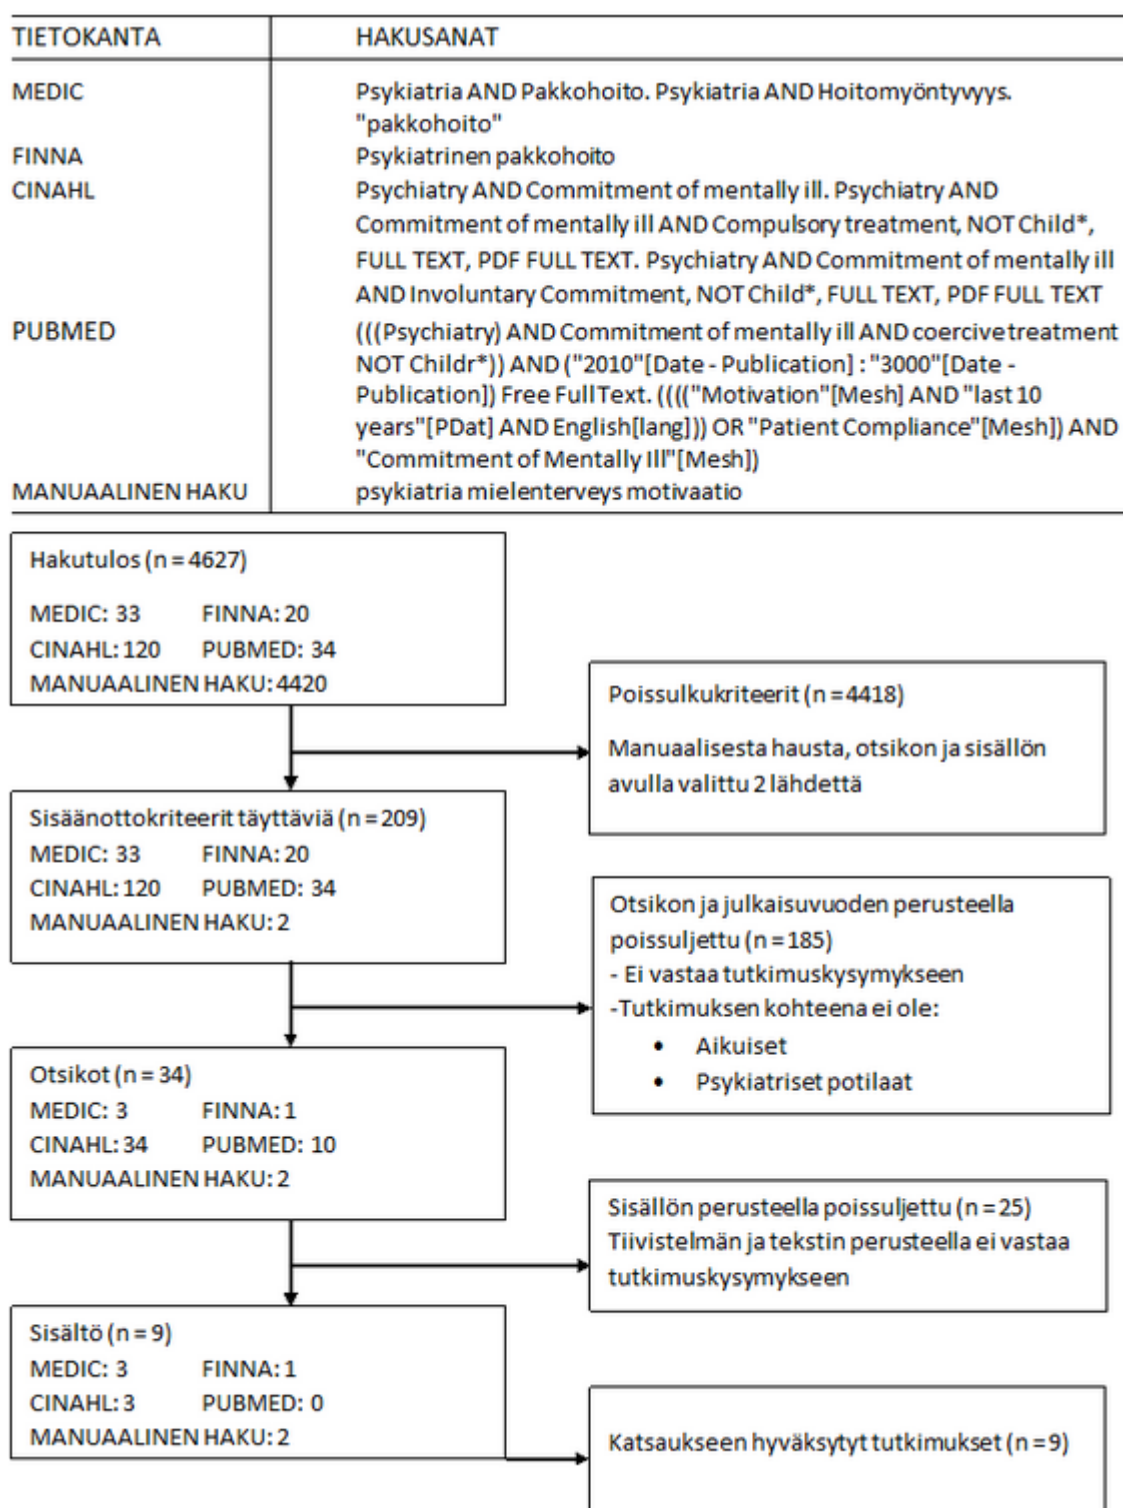 TIETOKANTA HAKUSANAT
MEDIC Psykiatria AND Pakkohoito. Psykiatria AND Hoitomyöntyvyys.
"pakkohoito"
FINNA Psykiatrinen pakkohoito
CINAHL Psychiatry AND Commitment of mentally ill. Psychiatry AND
Commitment of mentally ill AND Compulsory treatment, NOT Child*,
FULL TEXT, PDF FULL TEXT. Psychiatry AND Commitment of mentally ill
AND Involuntary Commitment, NOT Child*, FULL TEXT, PDF FULL TEXT
PUBMED (((Psychiatry) AND Commitment of mentally ill AND coercive treatment
NOT Childr*)) AND ("2010"[Date - Publication] : "3000"[Date -
Publication]) Free Full Text. (((("Motivation"[Mesh] AND "last 10
years"[PDat] AND English[lang])) OR "Patient Compliance"[Mesh]) AND
"Commitment of Mentally Ill"[Mesh])
MANUAALINEN HAKU psykiatria mielenterveys motivaatio
Hakutulos (n = 4627)
MEDIC: 33 FINNA: 20
CINAHL: 120 PUBMED: 34
MANUAALINEN HAKU: 4420
Poissulkukriteerit (n = 4418)
Manuaalisesta hausta, otsikon ja sisällön
avulla valittu 2 lähdettä
Sisäänottokriteerit täyttäviä (n = 209)
MEDIC: 33 FINNA: 20
CINAHL: 120 PUBMED: 34
MANUAALINEN HAKU: 2
Otsikon ja julkaisuvuoden perusteella
poissuljettu (n = 185)
- Ei vastaa tutkimuskysymykseen
-Tutkimuksen kohteena ei ole:
• Aikuiset
• Psykiatriset potilaat
Otsikot (n = 34)
MEDIC: 3 FINNA: 1
CINAHL: 34 PUBMED: 10
MANUAALINEN HAKU: 2
Sisällön perusteella poissuljettu (n = 25)
Tiivistelmän ja tekstin perusteella ei vastaa
tutkimuskysymykseen
Sisältö (n = 9)
MEDIC: 3 FINNA: 1
CINAHL: 3 PUBMED: 0
MANUAALINEN HAKU: 2
Katsaukseen hyväksytyt tutkimukset (n = 9)